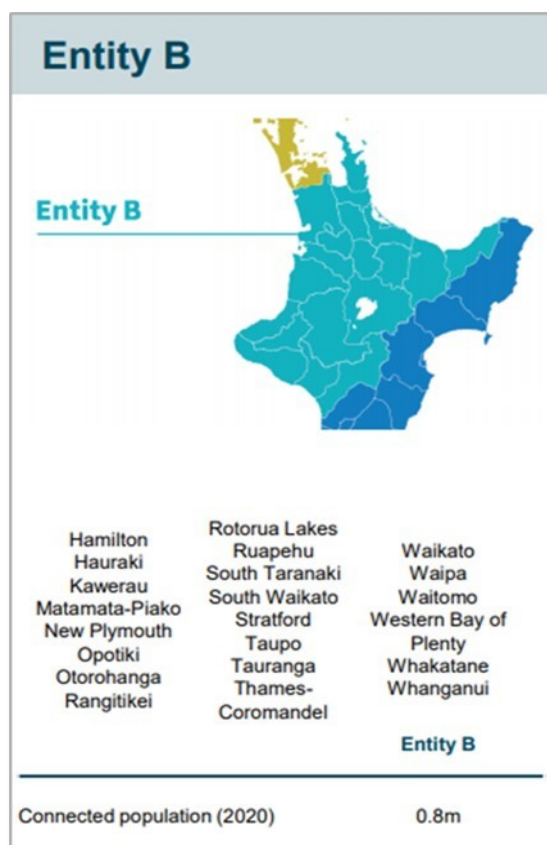 Entity B
Entity B
Hamilton
Hauraki
Kawerau
Matamata-Piako
New Plymouth
Opotiki
Otorohanga
Rangitikei
Rotorua Lakes
Ruapehu
South Taranaki
South Waikato
Stratford
Taupo
Tauranga
Thames-
Coromandel
Waikato
Waipa
Waitomo
Western Bay of
Plenty
Whakatane
Whanganui
Entity B
Connected population (2020) 0.8m